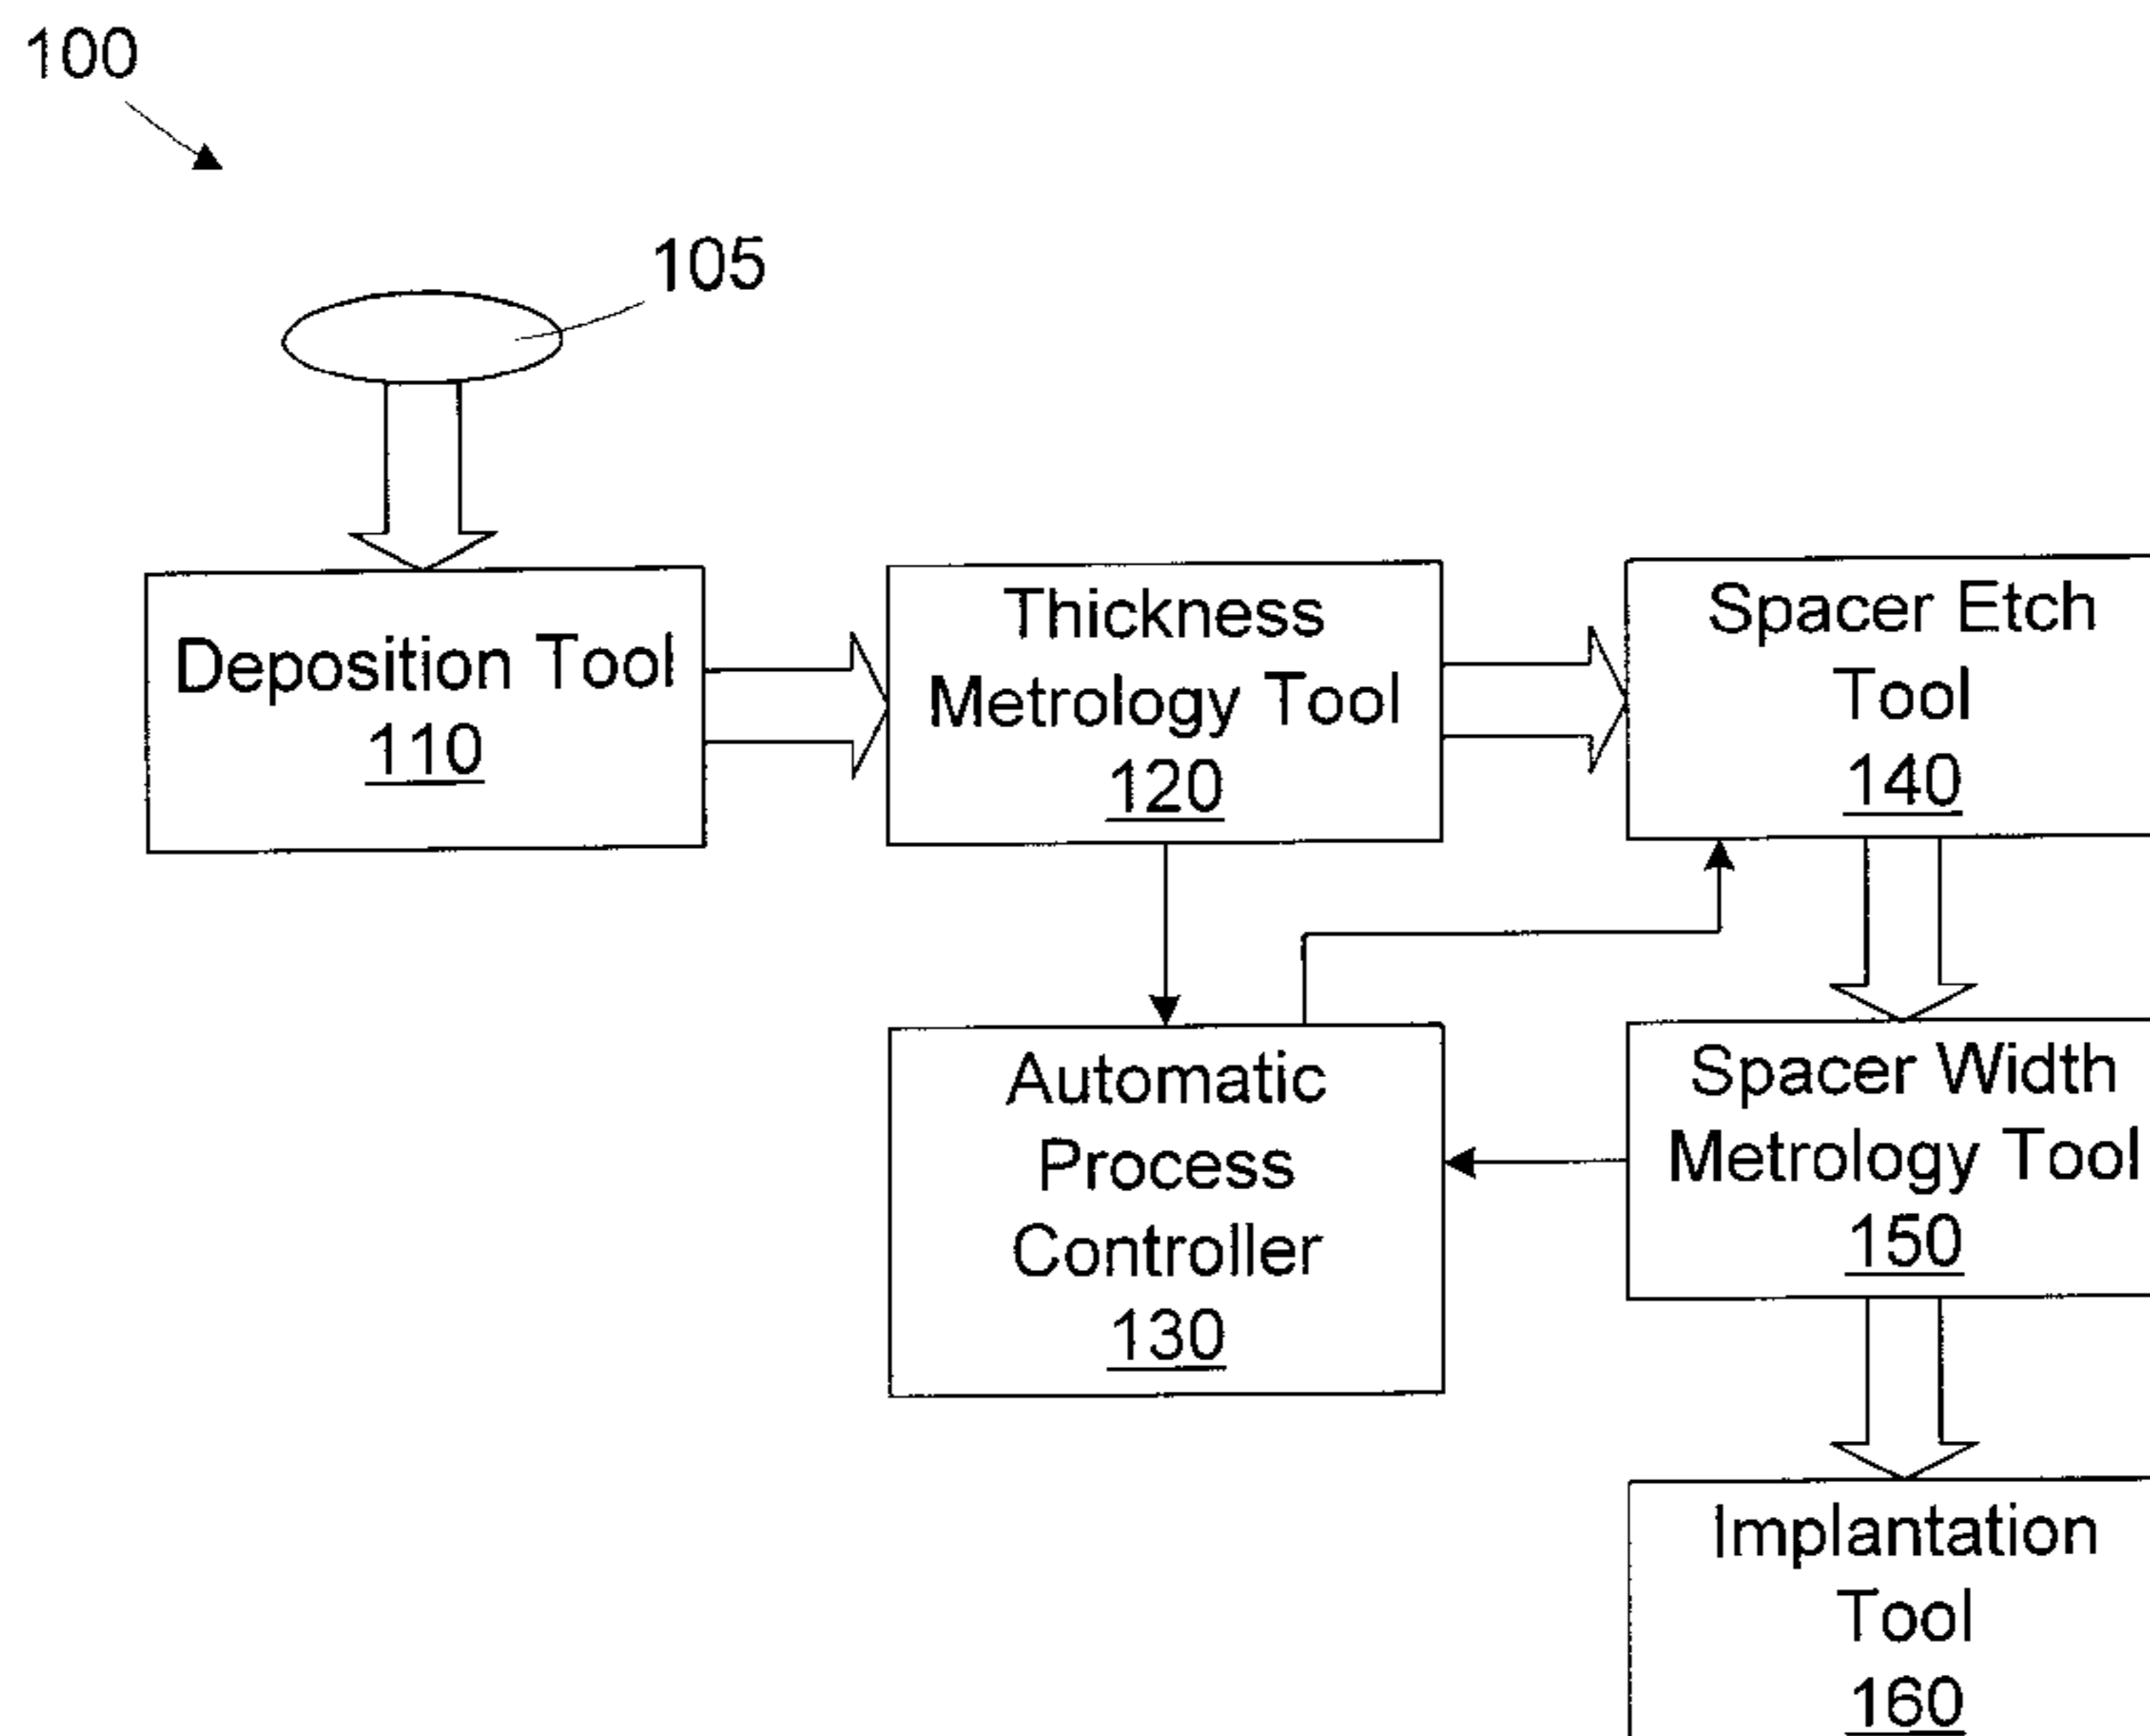 100
105
Deposition Tool
110
Thickness
Metrology Tool
120
Spacer Etch
Tool
140
Automatic
Process
Controller
130
Spacer Width
Metrology Tool
150
Implantation
Tool
160